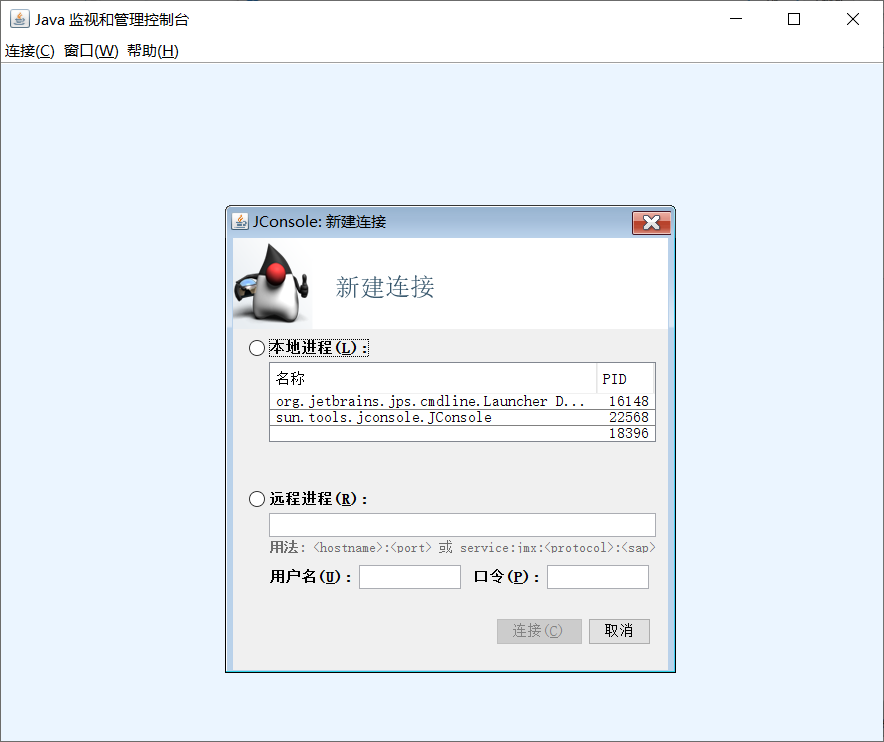 Java 监视和管理控制台
连接(C) 窗口(W) 帮助(H)
JConsole: 新建连接
新建连接
本地进程(L):
名称 PID
org.jetbrains.jps.cmdline.Launcher D... 16148
sun.tools.jconsole.JConsole 22568
18396
远程进程(R):
用法: <hostname>:<port> 或 service:jmx:<protocol>:<sap>
用户名(U): 口令(P):
连接(C) 取消